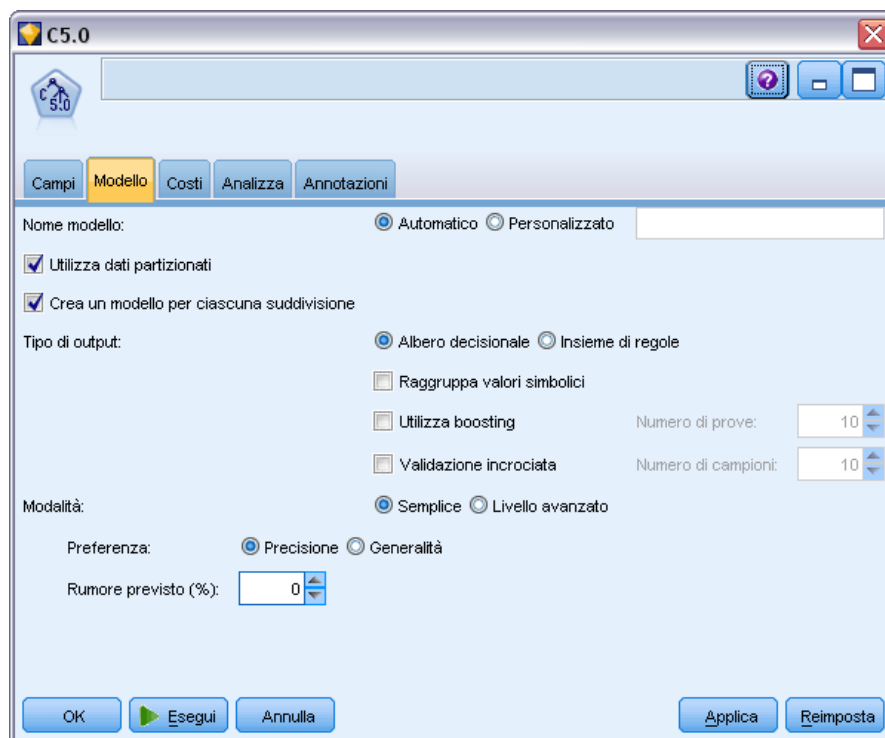 C5.0
C 5.0
?
Campi Modello Costi Analizza Annotazioni
Nome modello: Automatico Personalizzato
Utilizza dati partizionati
Crea un modello per ciascuna suddivisione
Tipo di output: Albero decisionale Insieme di regole
Raggruppa valori simbolici
Utilizza boosting Numero di prove: 10
Validazione incrociata Numero di campioni: 10
Modalità: Semplice Livello avanzato
Preferenza: Precisione Generalità
Rumore previsto (%): 0
OK Esegui Annulla Applica Reimposta